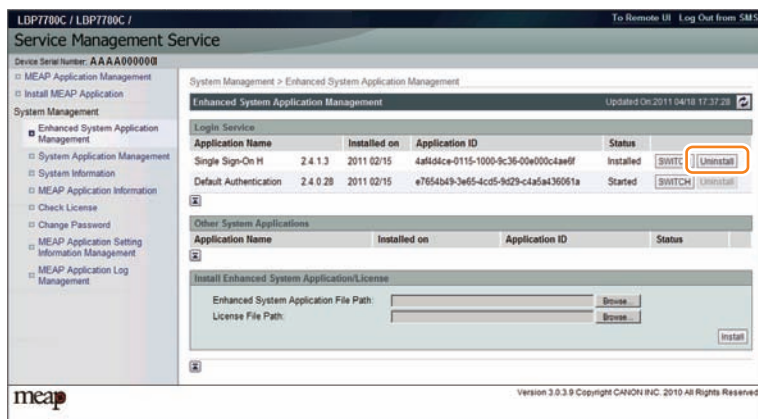 LBP7780C / LBP7780C /
To Remote UI Log Out from SMS
Service Management Service
Device Serial Number: AAAA000000
MEAP Application Management
Install MEAP Application
System Management
Enhanced System Application Management
System Application Management
System Information
MEAP Application Information
Check License
Change Password
MEAP Application Setting Information Management
MEAP Application Log Management
System Management > Enhanced System Application Management
Enhanced System Application Management Updated On:2011 04/18 17:37:28
Login Service
Application Name Installed on Application ID Status
Single Sign-On H 2.4.1.3 2011 02/15 4af4d4ce-0115-1000-9c36-00e000c4ae6f Installed Uninstall
Default Authentication 2.4.0.28 2011 02/15 e7654b49-3e65-4cd5-9d29-c4a5a436061a Started SWITCH Uninstall
Other System Applications
Application Name Installed on Application ID Status
Install Enhanced System Application/License
Enhanced System Application File Path: Browse...
License File Path: Browse...
Install
meap
Version 3.0.3.9 Copyright CANON INC. 2010 All Rights Reserved